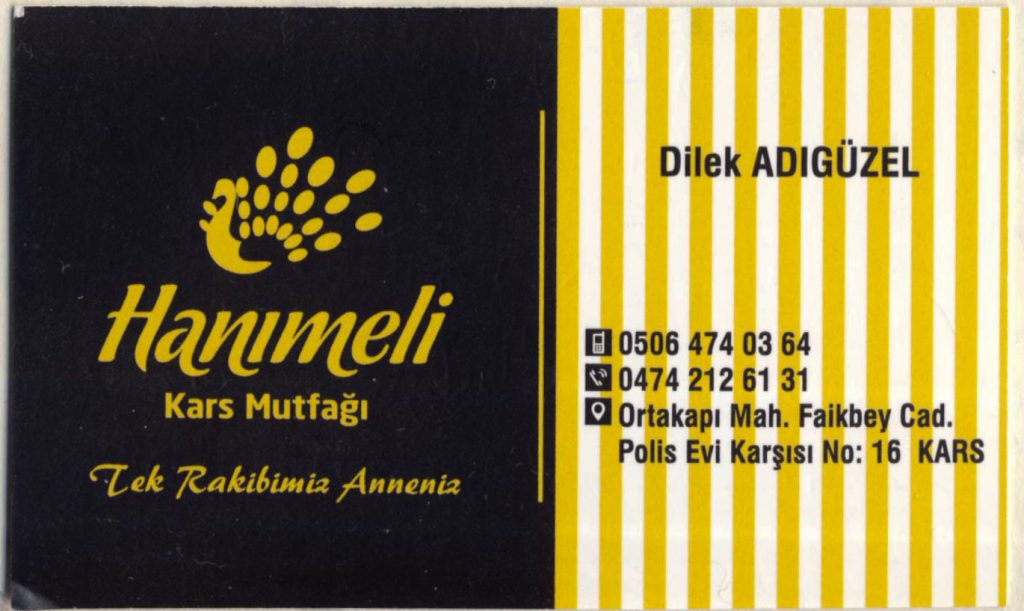 Hanımeli
Kars Mutfağı
Tek Rakibimiz Anneniz
Dilek ADIGÜZEL
0506 474 03 64
0474 212 61 31
Ortakapı Mah. Faikbey Cad.
Polis Evi Karşısı No: 16 KARS